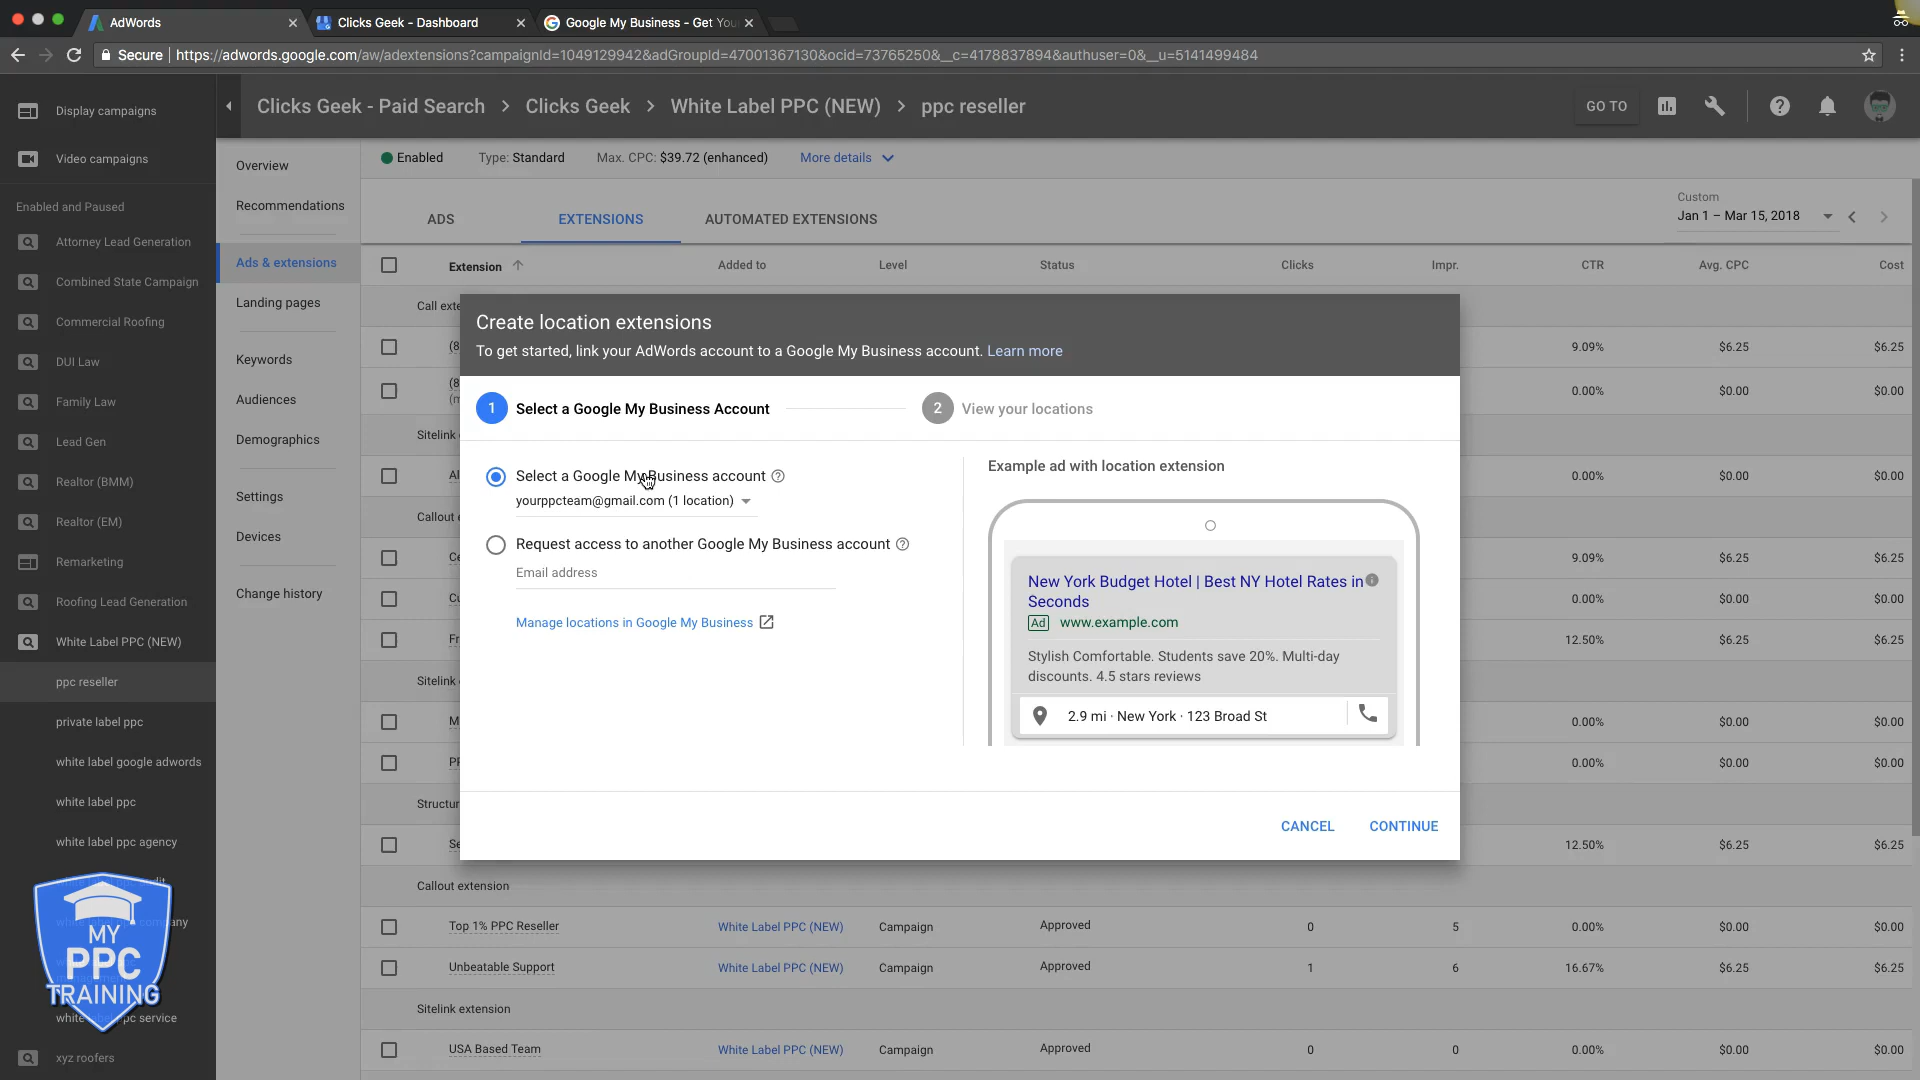 AdWords
Clicks Geek - Dashboard
Google My Business - Get You
Secure
https://adwords.google.com/aw/adextensions?campaignId=1049129942&adGroupId=47001367130&ocid=73765250&__c=4178837894&authuser=0&__u=5141499484
Display campaigns
Video campaigns
Enabled and Paused
Attorney Lead Generation
Combined State Campaign
Commercial Roofing
DUI Law
Family Law
Lead Gen
Realtor (BMM)
Realtor (EM)
Remarketing
Roofing Lead Generation
White Label PPC (NEW)
ppc reseller
private label ppc
white label google adwords
white label ppc
white label ppc agency
MY
PPC
TRAINING
xyz roofers
Clicks Geek - Paid Search > Clicks Geek > White Label PPC (NEW) > ppc reseller
GO TO
Overview
Recommendations
Ads & extensions
Landing pages
Keywords
Audiences
Demographics
Settings
Devices
Change history
Enabled
Type: Standard
Max. CPC: $39.72 (enhanced)
More details
ADS
EXTENSIONS
AUTOMATED EXTENSIONS
Custom
Jan 1 – Mar 15, 2018
Extension Added to Level Status Clicks Impr. CTR Avg. CPC Cost
Call exte
(8 9.09% $6.25 $6.25
(8
(m 0.00% $0.00 $0.00
Sitelink
Al 0.00% $0.00 $0.00
Callout e
Ce 9.09% $6.25 $6.25
Cu 0.00% $0.00 $0.00
Fr 12.50% $6.25 $6.25
Sitelink
M 0.00% $0.00 $0.00
PF 0.00% $0.00 $0.00
Structur
Se 12.50% $6.25 $6.25
Callout extension
Top 1% PPC Reseller White Label PPC (NEW) Campaign Approved 0 5 0.00% $0.00 $0.00
Unbeatable Support White Label PPC (NEW) Campaign Approved 1 6 16.67% $6.25 $6.25
Sitelink extension
USA Based Team White Label PPC (NEW) Campaign Approved 0 0 0.00% $0.00 $0.00
Create location extensions
To get started, link your AdWords account to a Google My Business account. Learn more
1 Select a Google My Business Account
2 View your locations
Select a Google My Business account
yourppcteam@gmail.com (1 location)
Request access to another Google My Business account
Email address
Manage locations in Google My Business
Example ad with location extension
New York Budget Hotel | Best NY Hotel Rates in
Seconds
Ad www.example.com
Stylish Comfortable. Students save 20%. Multi-day
discounts. 4.5 stars reviews
2.9 mi · New York · 123 Broad St
CANCEL
CONTINUE